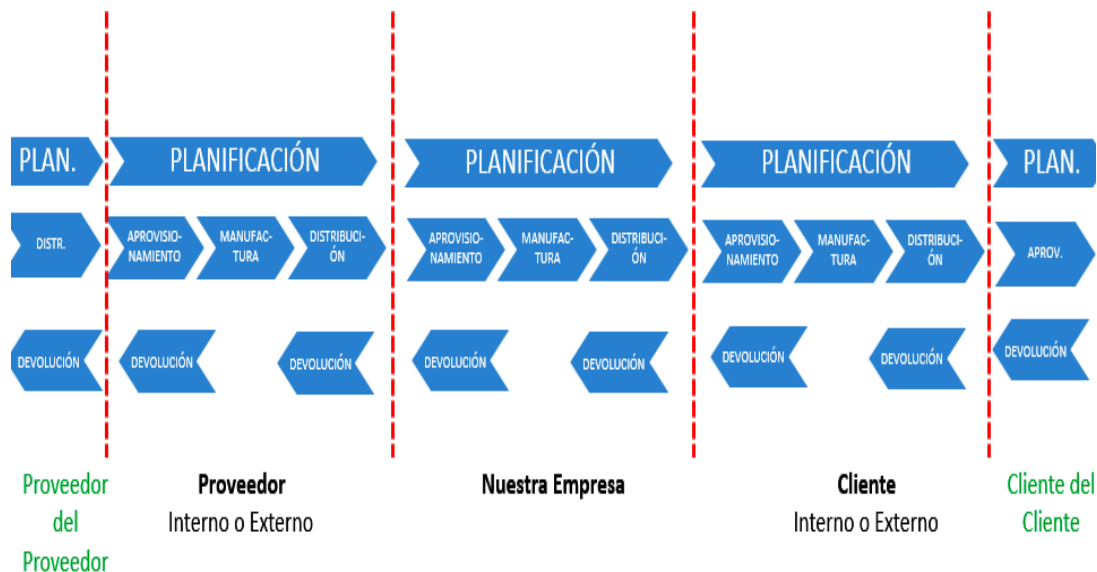 PLAN.
PLANIFICACIÓN
PLANIFICACIÓN
PLANIFICACIÓN
PLAN.
DISTR.
APROVISIO-
NAMIENTO
MANUFAC-
TURA
DISTRIBUCI-
ÓN
APROVISIO-
NAMIENTO
MANUFAC-
TURA
DISTRIBUCI-
ÓN
APROVISIO-
NAMIENTO
MANUFAC-
TURA
DISTRIBUCI-
ÓN
APROV.
DEVOLUCIÓN
DEVOLUCIÓN
DEVOLUCIÓN
DEVOLUCIÓN
DEVOLUCIÓN
DEVOLUCIÓN
DEVOLUCIÓN
DEVOLUCIÓN
Proveedor
del
Proveedor
Proveedor
Interno o Externo
Nuestra Empresa
Cliente
Interno o Externo
Cliente del
Cliente